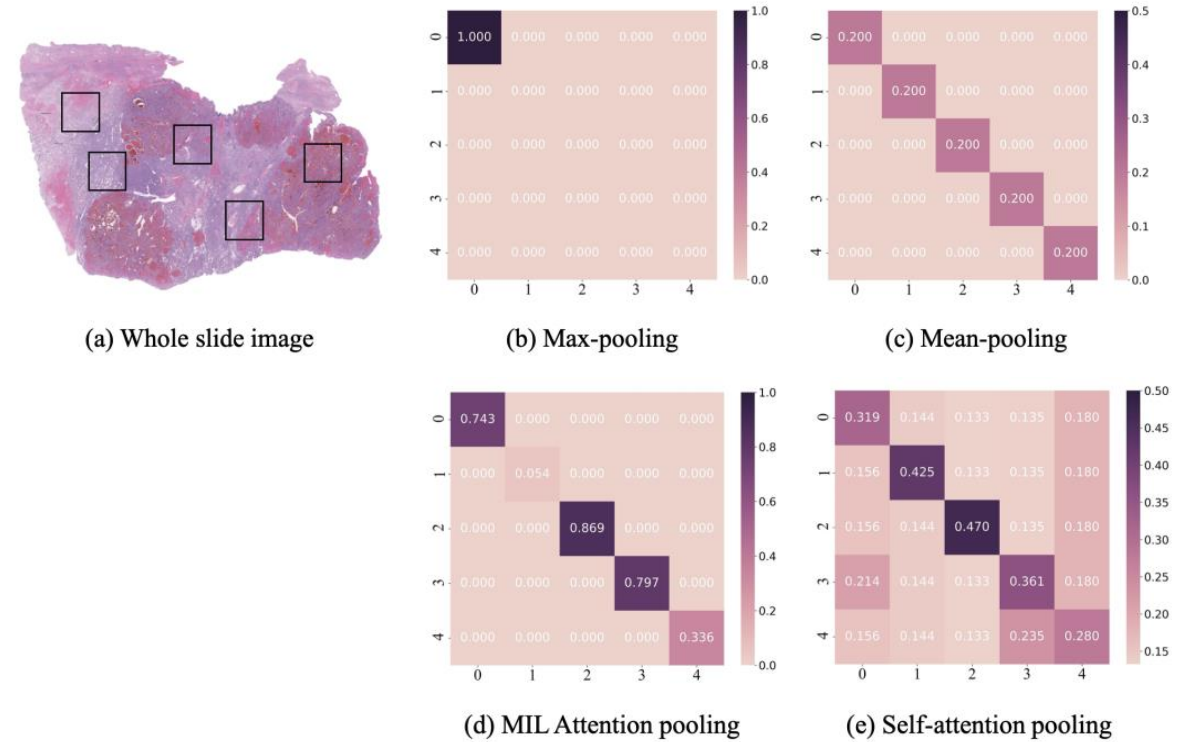 1.000 0.000 0.000 0.000 0.000
0.000 0.000 0.000 0.000 0.000
0.000 0.000 0.000 0.000 0.000
0.000 0.000 0.000 0.000 0.000
0.000 0.000 0.000 0.000 0.000
0 1 2 3 4
0 1 2 3 4
1.0
0.8
0.6
0.4
0.2
0.0
0.200 0.000 0.000 0.000 0.000
0.000 0.200 0.000 0.000 0.000
0.000 0.000 0.200 0.000 0.000
0.000 0.000 0.000 0.200 0.000
0.000 0.000 0.000 0.000 0.200
0 1 2 3 4
0 1 2 3 4
0.5
0.4
0.3
0.2
0.1
0.0
(a) Whole slide image
(b) Max-pooling
(c) Mean-pooling
0.743 0.000 0.000 0.000 0.000
0.000 0.054 0.000 0.000 0.000
0.000 0.000 0.869 0.000 0.000
0.000 0.000 0.000 0.797 0.000
0.000 0.000 0.000 0.000 0.336
0 1 2 3 4
0 1 2 3 4
1.0
0.8
0.6
0.4
0.2
0.0
0.319 0.144 0.133 0.135 0.180
0.156 0.425 0.133 0.135 0.180
0.156 0.144 0.470 0.135 0.180
0.214 0.144 0.133 0.361 0.180
0.156 0.144 0.133 0.235 0.280
0 1 2 3 4
0 1 2 3 4
0.50
0.45
0.40
0.35
0.30
0.25
0.20
0.15
(d) MIL Attention pooling
(e) Self-attention pooling